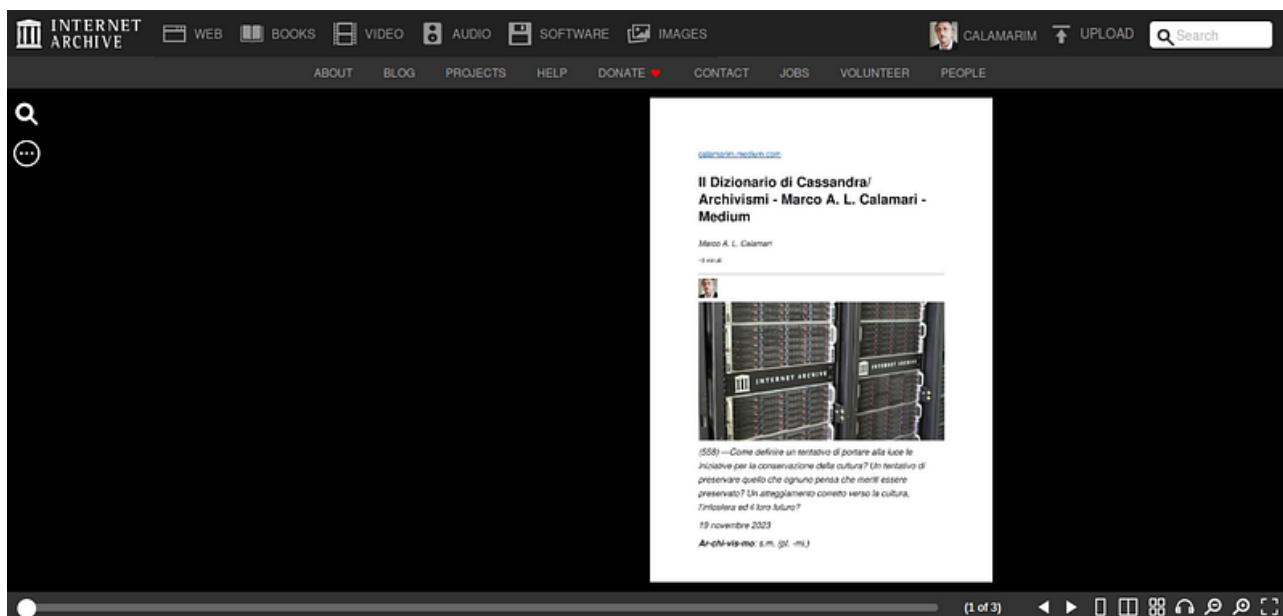 INTERNET ARCHIVE
WEB BOOKS VIDEO AUDIO SOFTWARE IMAGES
CALAMARIM UPLOAD Search
ABOUT BLOG PROJECTS HELP DONATE CONTACT JOBS VOLUNTEER PEOPLE
calamarim.medium.com
Il Dizionario di Cassandra/
Archivismi - Marco A. L. Calamari -
Medium
Marco A. L. Calamari
INTERNET ARCHIVE
INTERNET ARCHIVE
(558) —Come definire un tentativo di portare alla luce le
iniziative per la conservazione della cultura? Un tentativo di
preservare quello che ognuno pensa che meriti essere
preservato? Un atteggiamento corretto verso la cultura,
l'infosfera ed il loro futuro?
19 novembre 2023
Ar-chi-vis-mo: s.m. (pl. -mi.)
(1 of 3)